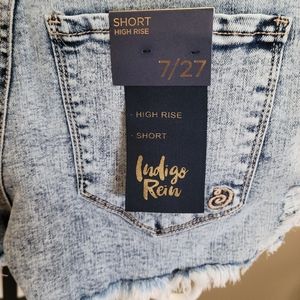 SHORT
HIGH RISE
7/27
- HIGH RISE
- SHORT
Indigo
Rein